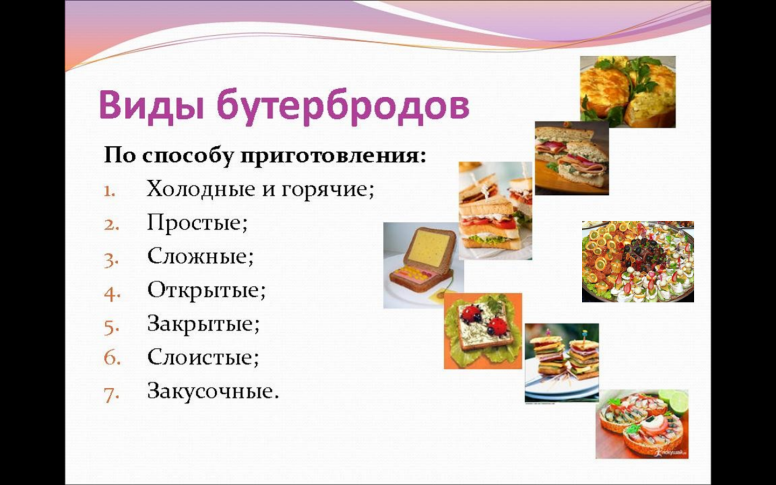 Виды бутербродов
По способу приготовления:
1. Холодные и горячие;
2. Простые;
3. Сложные;
4. Открытые;
5. Закрытые;
6. Слоистые;
7. Закусочные.